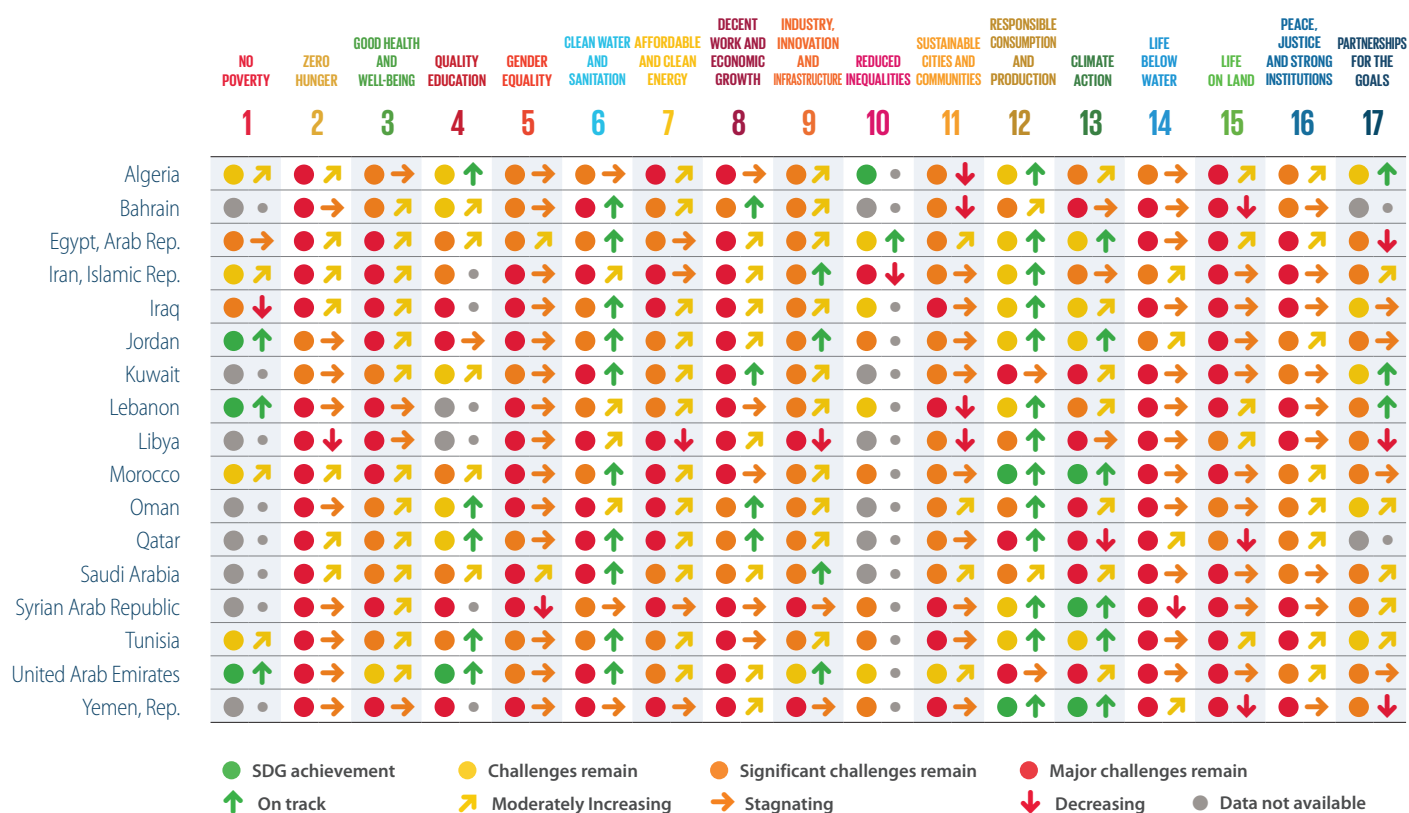 NO
POVERTY
ZERO
HUNGER
GOOD HEALTH
AND
WELL-BEING
QUALITY
EDUCATION
GENDER
EQUALITY
CLEAN WATER
AND
SANITATION
AFFORDABLE
AND CLEAN
ENERGY
DECENT
WORK AND
ECONOMIC
GROWTH
INDUSTRY,
INNOVATION
AND
INFRASTRUCTURE
REDUCED
INEQUALITIES
SUSTAINABLE
CITIES AND
COMMUNITIES
RESPONSIBLE
CONSUMPTION
AND
PRODUCTION
CLIMATE
ACTION
LIFE
BELOW
WATER
LIFE
ON LAND
PEACE,
JUSTICE
AND STRONG
INSTITUTIONS
PARTNERSHIPS
FOR THE
GOALS
1 2 3 4 5 6 7 8 9 10 11 12 13 14 15 16 17
Algeria
Bahrain
Egypt, Arab Rep.
Iran, Islamic Rep.
Iraq
Jordan
Kuwait
Lebanon
Libya
Morocco
Oman
Qatar
Saudi Arabia
Syrian Arab Republic
Tunisia
United Arab Emirates
Yemen, Rep.
SDG achievement Challenges remain Significant challenges remain Major challenges remain
On track Moderately Increasing Stagnating Decreasing Data not available